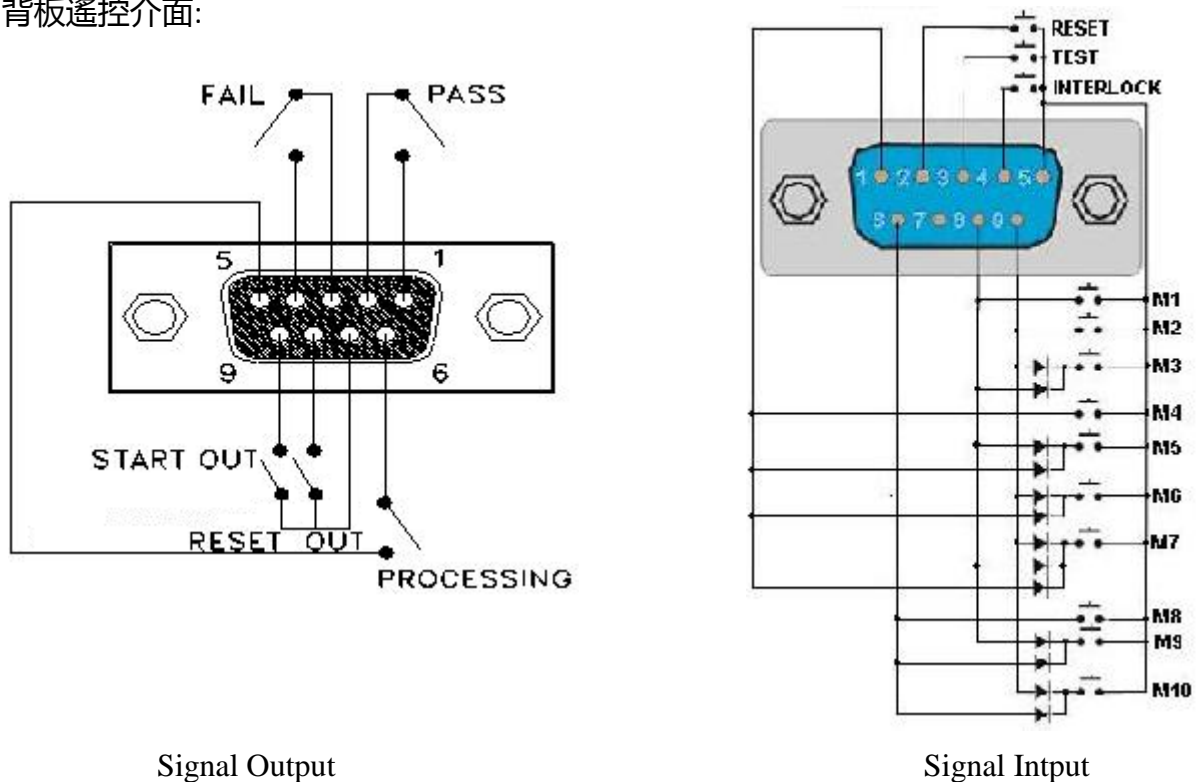 背板遙控介面:
FAIL
PASS
5
1
9
6
START OUT
RESET OUT
PROCESSING
RESET
TEST
INTERLOCK
1 2 3 4 5
6 7 8 9
M1
M2
M3
M4
M5
M6
M7
M8
M9
M10
Signal Output
Signal Intput